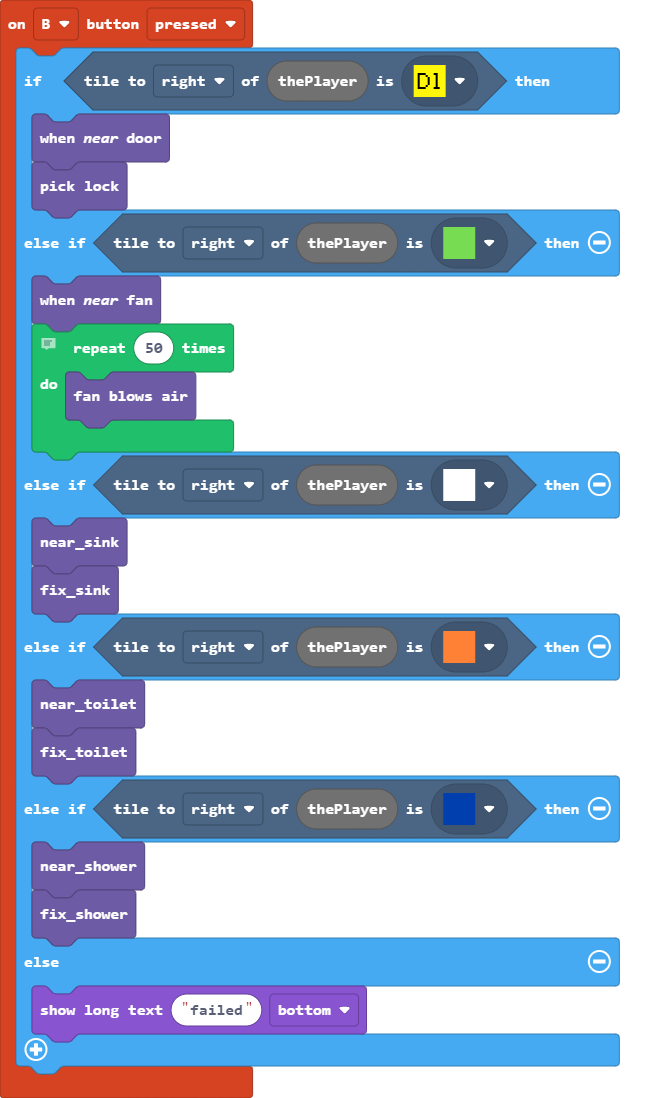 on B button pressed
if tile to right of thePlayer is D1 then
when near door
pick lock
else if tile to right of thePlayer is then
when near fan
repeat 50 times
do
fan blows air
else if tile to right of thePlayer is then
near_sink
fix_sink
else if tile to right of thePlayer is then
near_toilet
fix_toilet
else if tile to right of thePlayer is then
near_shower
fix_shower
else
show long text "failed" bottom